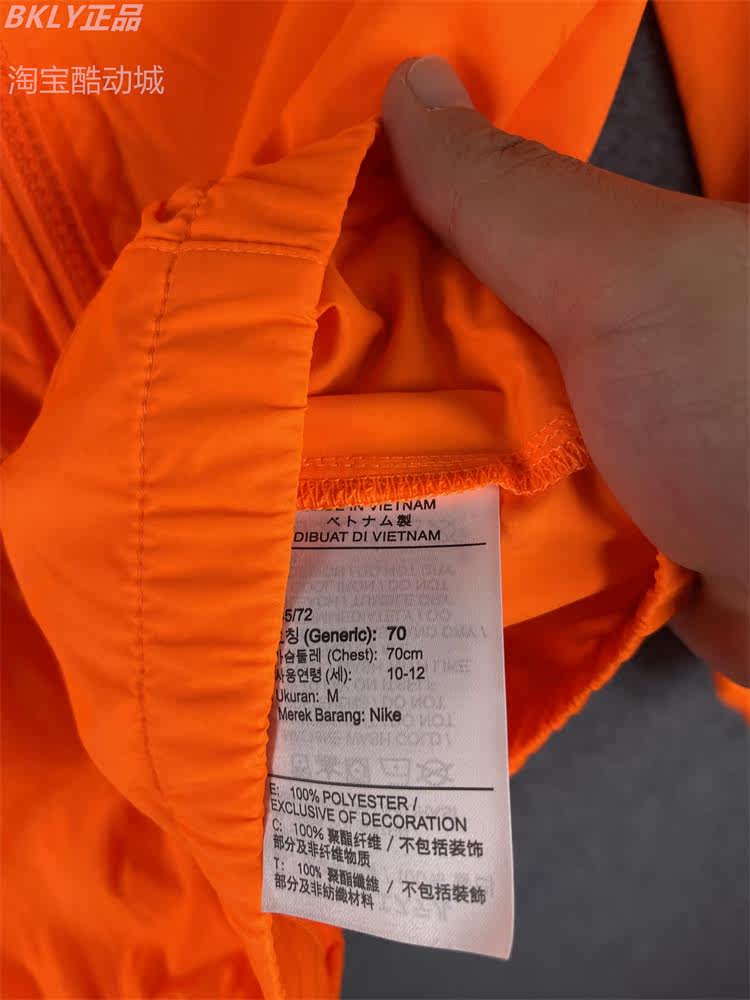 BKLY正品
淘宝酷动城
IN VIETNAM
ベトナム製
DIBUAT DI VIETNAM
5/72
칭 (Generic): 70
가슴둘레 (Chest): 70cm
사용연령 (세): 10-12
Ukuran: M
Merek Barang: Nike
E: 100% POLYESTER /
EXCLUSIVE OF DECORATION
C: 100% 聚酯纤维 / 不包括装饰
部分及非纤维物质
T: 100% 聚酯纖維 / 不包括裝飾
部分及非紡織材料